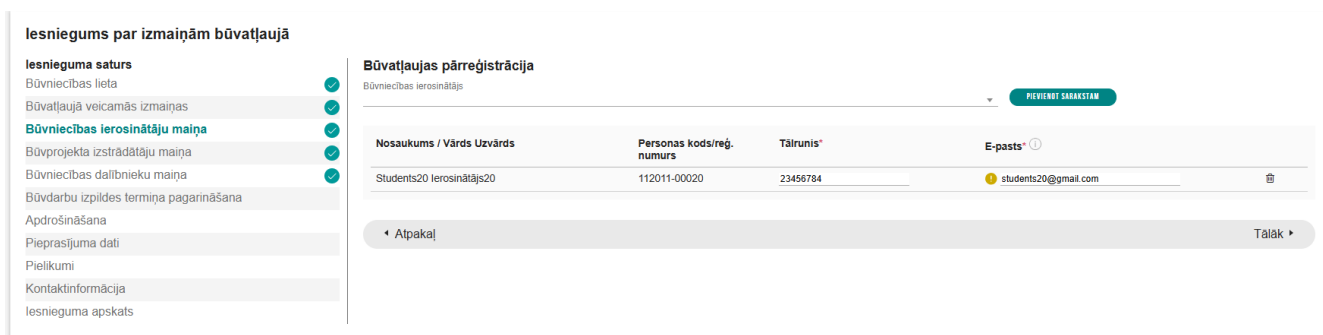 Iesniegums par izmaiņām būvatļaujā
Iesnieguma saturs
Būvniecības lieta
Būvatļaujā veicamās izmaiņas
Būvniecības ierosinātāju maiņa
Būvprojekta izstrādātāju maiņa
Būvniecības dalībnieku maiņa
Būvdarbu izpildes termiņa pagarināšana
Apdrošināšana
Pieprasījuma dati
Pielikumi
Kontaktinformācija
Iesnieguma apskats
Būvatļaujas pārreģistrācija
Būvniecības ierosinātājs
PIEVIENOT SARAKSTAM
Nosaukums / Vārds Uzvārds Personas kods/reģ. numurs Tālrunis* E-pasts*
Students20 Ierosinātājs20 112011-00020 23456784 students20@gmail.com
Atpakaļ Tālāk